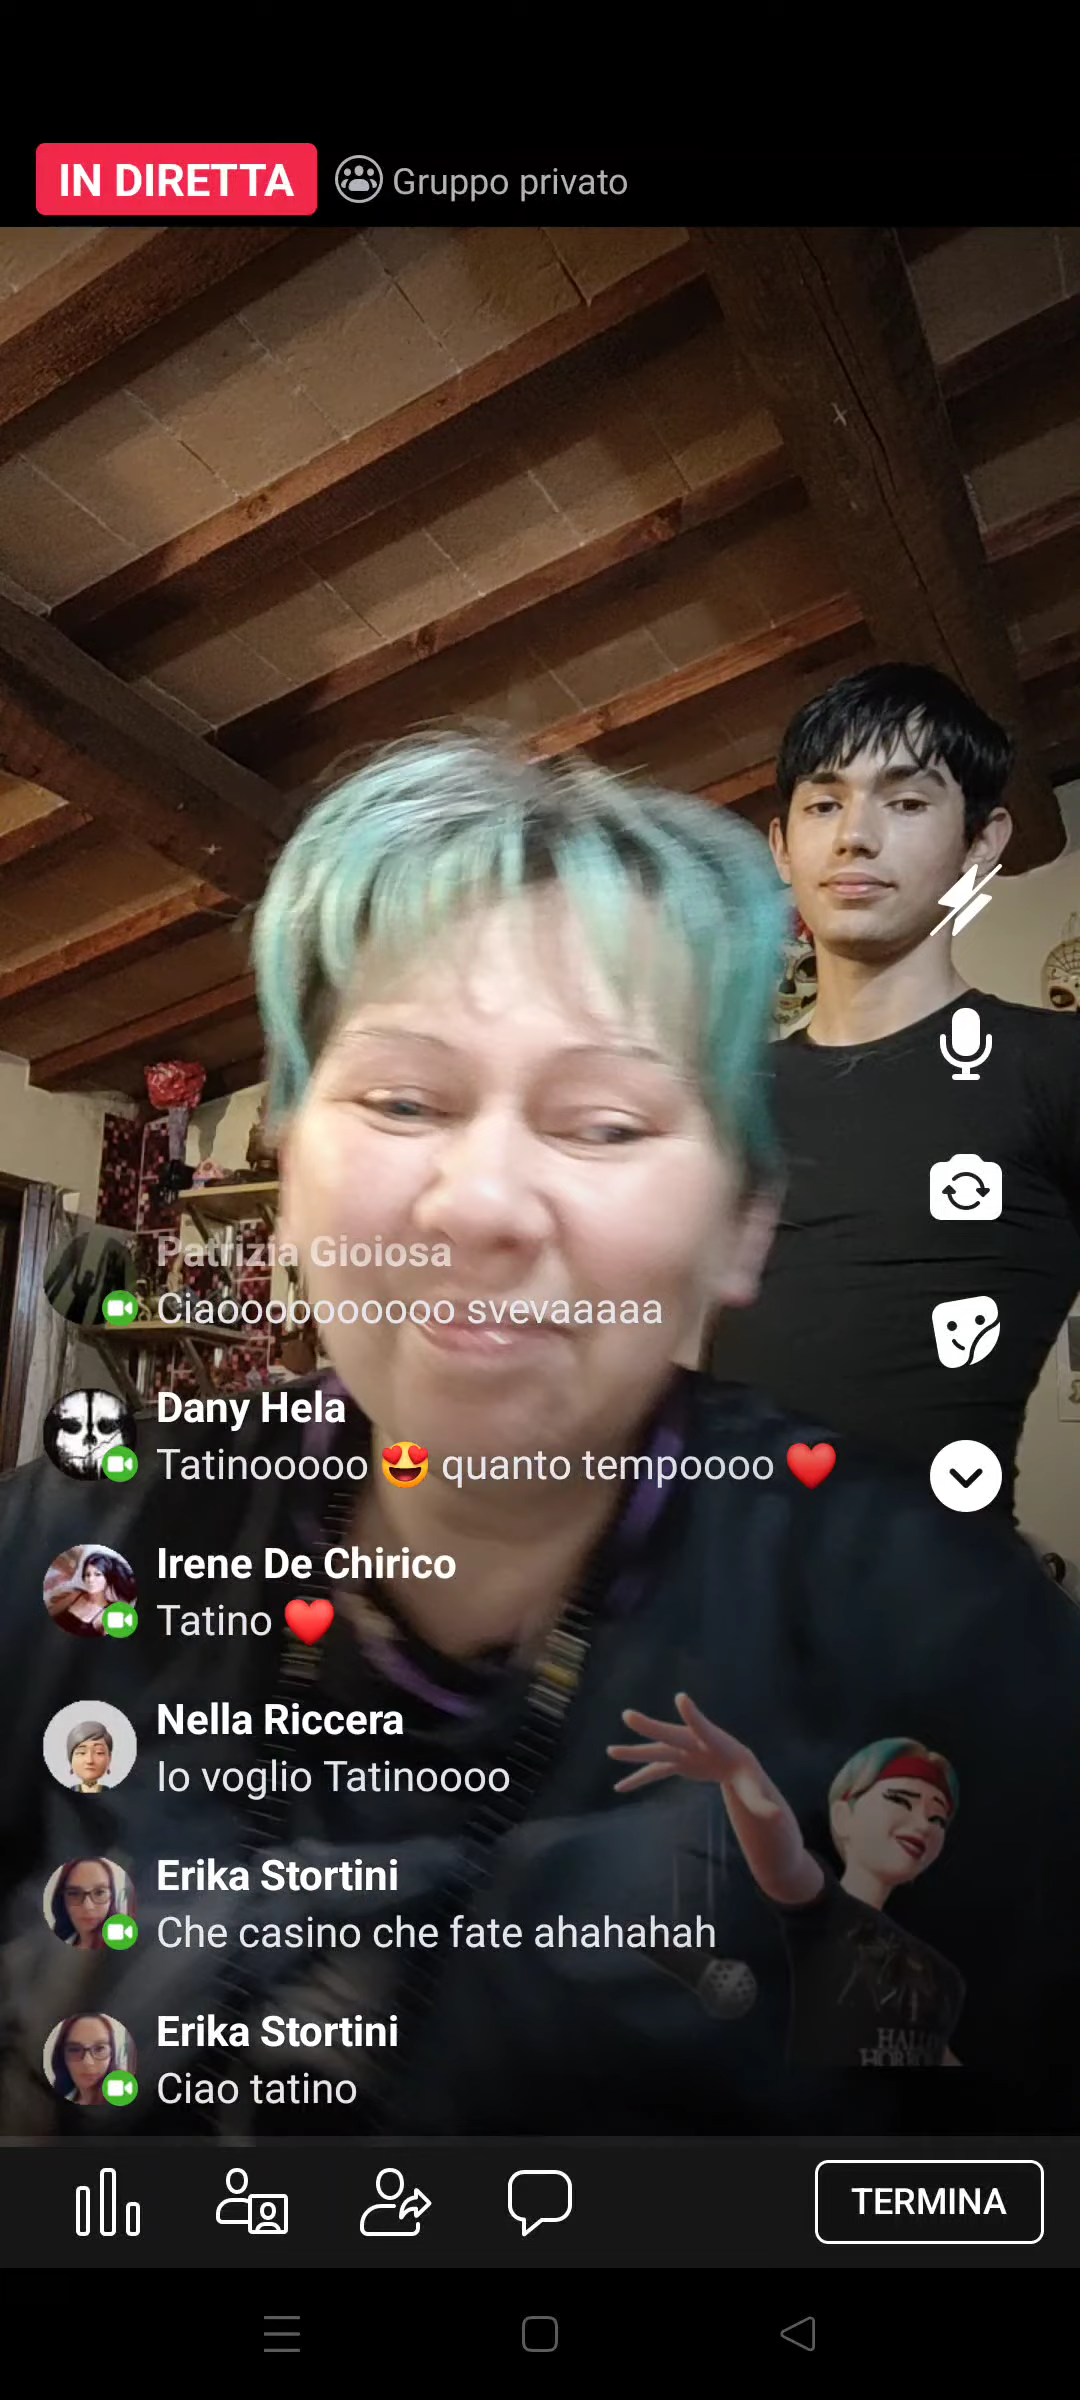 IN DIRETTA
Gruppo privato
Patrizia Gioiosa
Ciaooooooooooo svevaaaaa
Dany Hela
Tatinooooo 😍 quanto tempoooo ❤️
Irene De Chirico
Tatino ❤️
Nella Riccera
Io voglio Tatinoooo
Erika Stortini
Che casino che fate ahahahah
Erika Stortini
Ciao tatino
TERMINA